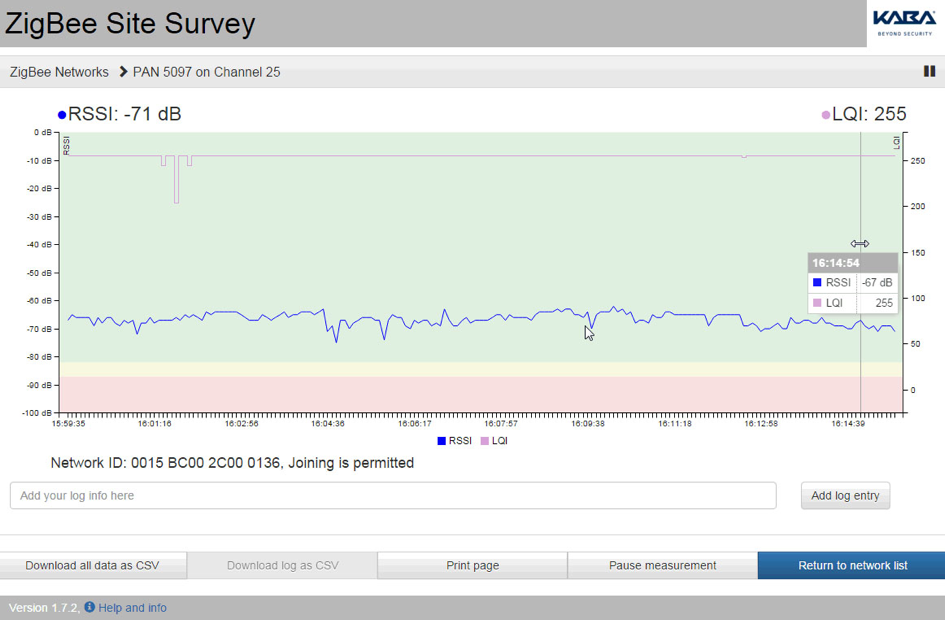 ZigBee Site Survey
KABA
BEYOND SECURITY
ZigBee Networks > PAN 5097 on Channel 25
RSSI: -71 dB
LQI: 255
RSSI
LQI
0 dB
-10 dB
-20 dB
-30 dB
-40 dB
-50 dB
-60 dB
-70 dB
-80 dB
-90 dB
-100 dB
250
200
150
100
50
0
16:14:54
RSSI -67 dB
LQI 255
15:59:35 16:01:16 16:02:56 16:04:36 16:06:17 16:07:57 16:09:38 16:11:18 16:12:58 16:14:39
RSSI LQI
Network ID: 0015 BC00 2C00 0136, Joining is permitted
Add your log info here
Add log entry
Download all data as CSV
Download log as CSV
Print page
Pause measurement
Return to network list
Version 1.7.2, Help and info